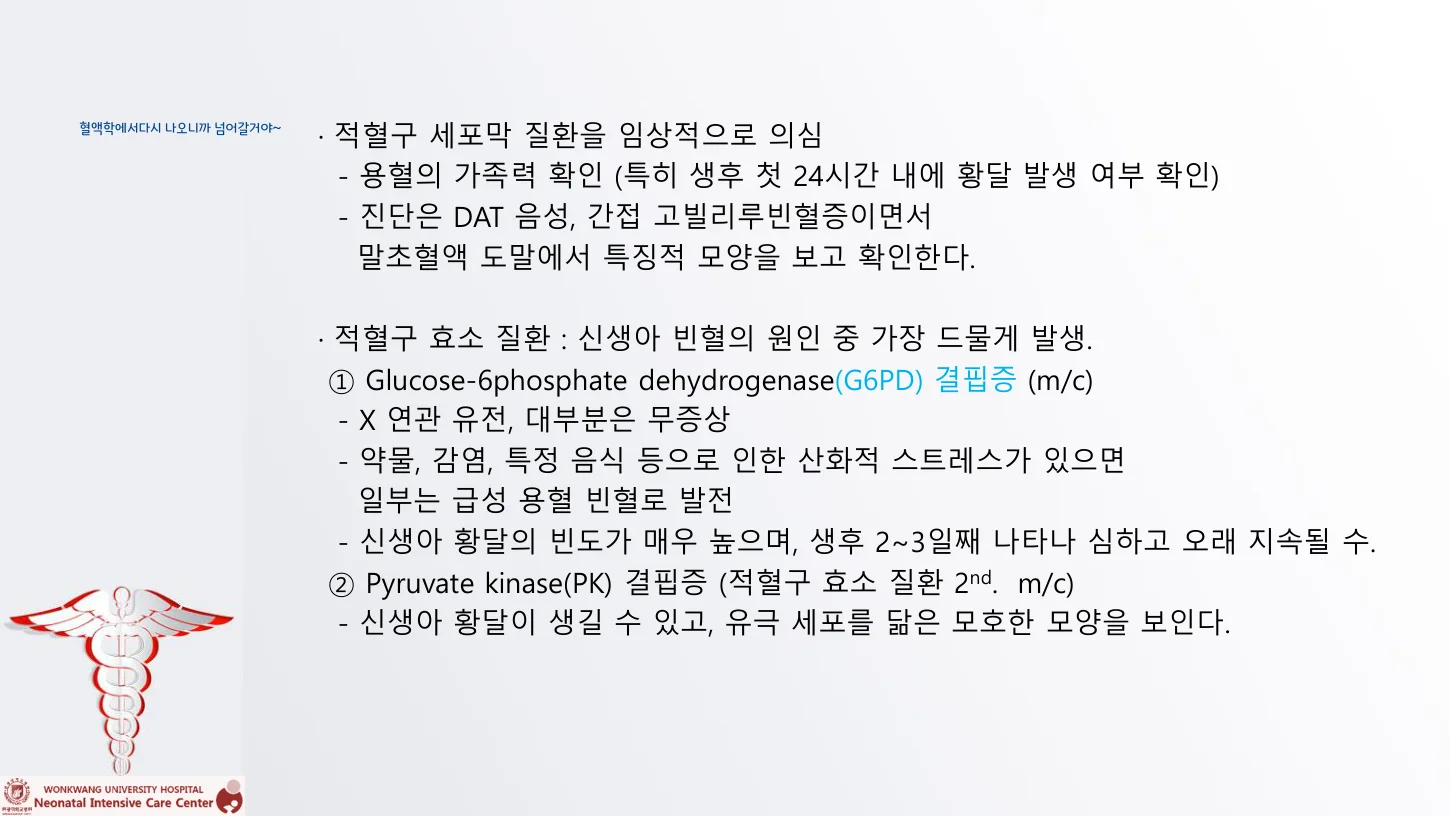 혈액학에서다시 나오니까 넘어갈거야~
· 적혈구 세포막 질환을 임상적으로 의심
- 용혈의 가족력 확인 (특히 생후 첫 24시간 내에 황달 발생 여부 확인)
- 진단은 DAT 음성, 간접 고빌리루빈혈증이면서
말초혈액 도말에서 특징적 모양을 보고 확인한다.
· 적혈구 효소 질환 : 신생아 빈혈의 원인 중 가장 드물게 발생.
① Glucose-6phosphate dehydrogenase(G6PD) 결핍증 (m/c)
- X 연관 유전, 대부분은 무증상
- 약물, 감염, 특정 음식 등으로 인한 산화적 스트레스가 있으면
일부는 급성 용혈 빈혈로 발전
- 신생아 황달의 빈도가 매우 높으며, 생후 2~3일째 나타나 심하고 오래 지속될 수.
② Pyruvate kinase(PK) 결핍증 (적혈구 효소 질환 2nd. m/c)
- 신생아 황달이 생길 수 있고, 유극 세포를 닮은 모호한 모양을 보인다.
WONKWANG UNIVERSITY HOSPITAL
Neonatal Intensive Care Center